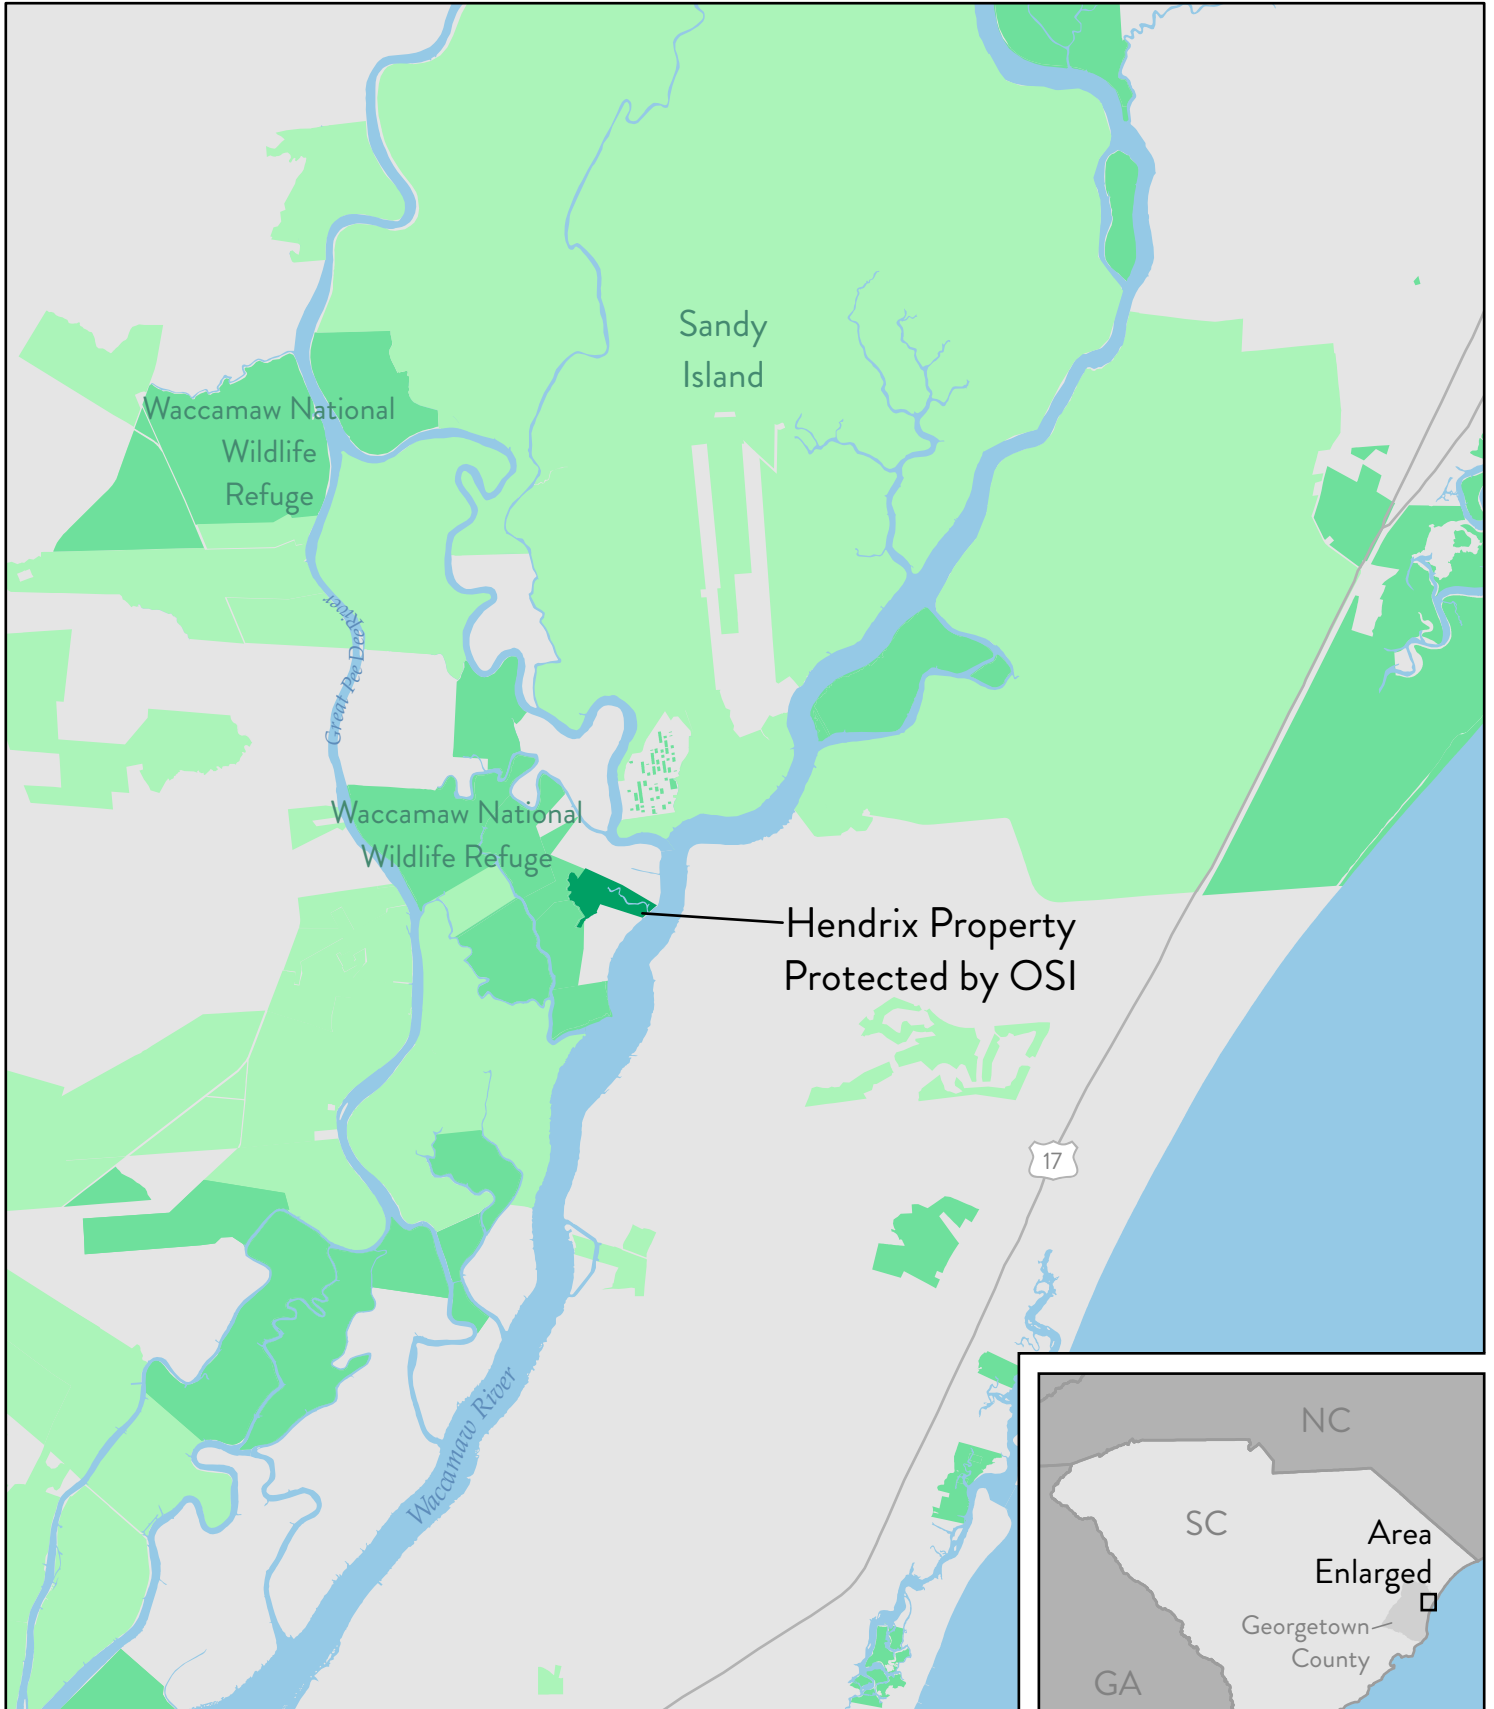 Sandy
Island
Waccamaw National
Wildlife
Refuge
Great Pee Dee River
Waccamaw National
Wildlife Refuge
Hendrix Property
Protected by OSI
17
Waccamaw River
NC
SC
Area
Enlarged
Georgetown
County
GA